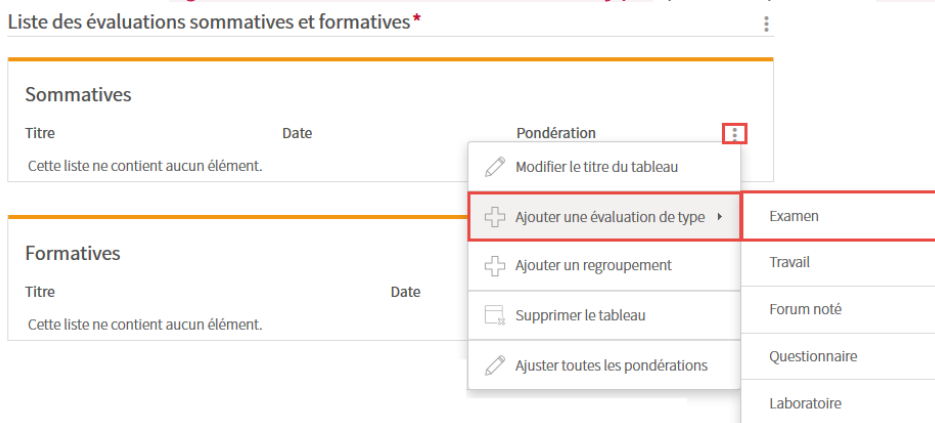 Liste des évaluations sommatives et formatives*
Sommatives
Titre Date Pondération
Cette liste ne contient aucun élément.
Modifier le titre du tableau
Ajouter une évaluation de type
Examen
Travail
Forum noté
Questionnaire
Laboratoire
Ajouter un regroupement
Supprimer le tableau
Ajuster toutes les pondérations
Formatives
Titre Date
Cette liste ne contient aucun élément.